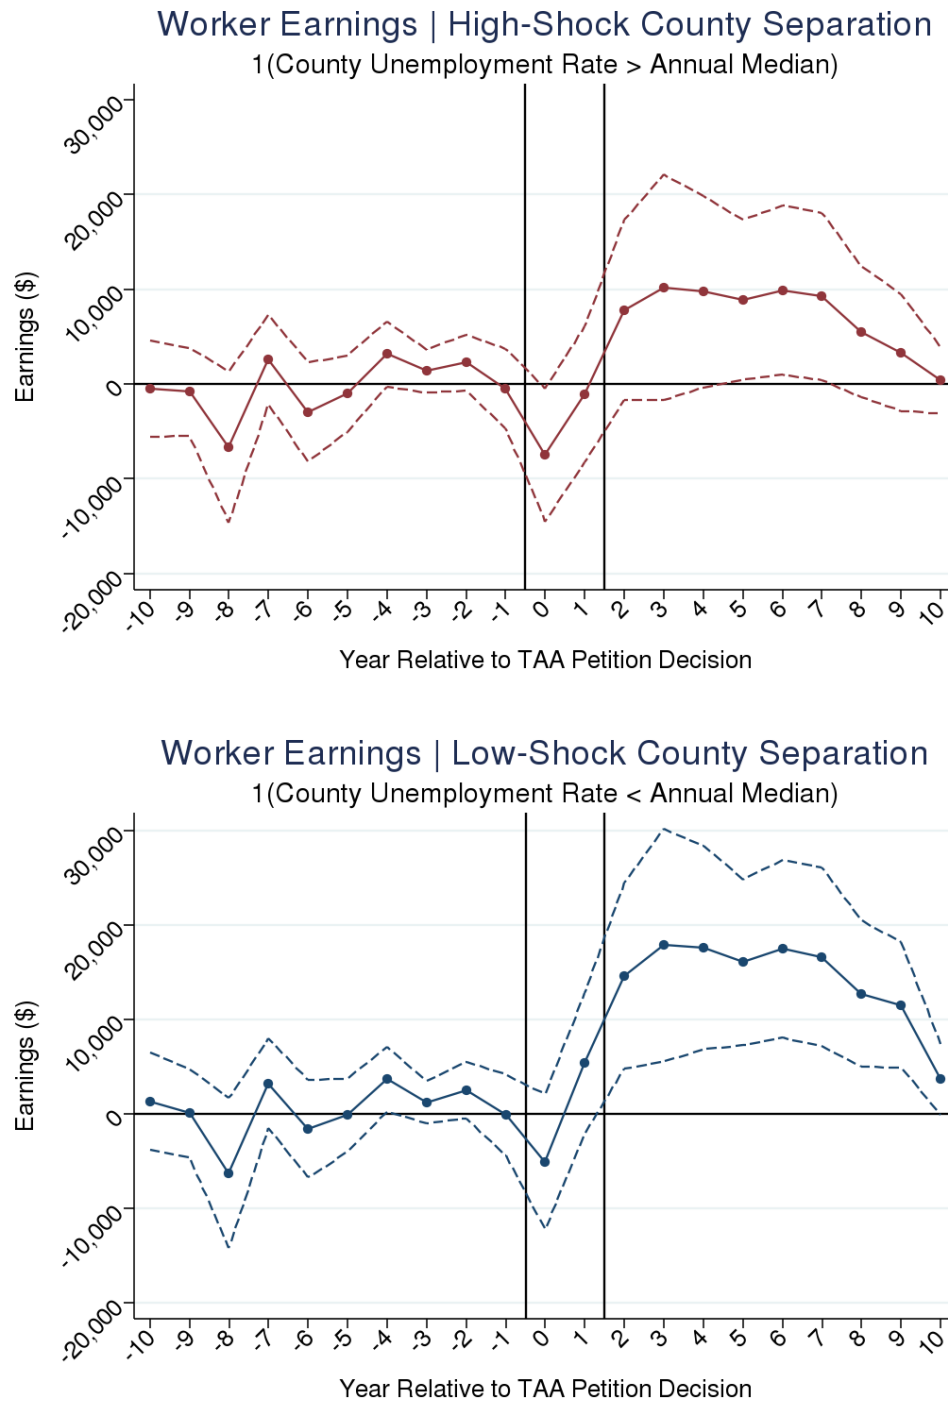 Worker Earnings | High-Shock County Separation
1(County Unemployment Rate > Annual Median)
30,000
20,000
10,000
0
-10,000
-20,000
Earnings ($)
-10 -9 -8 -7 -6 -5 -4 -3 -2 -1 0 1 2 3 4 5 6 7 8 9 10
Year Relative to TAA Petition Decision
Worker Earnings | Low-Shock County Separation
1(County Unemployment Rate < Annual Median)
30,000
20,000
10,000
0
-10,000
-20,000
Earnings ($)
-10 -9 -8 -7 -6 -5 -4 -3 -2 -1 0 1 2 3 4 5 6 7 8 9 10
Year Relative to TAA Petition Decision